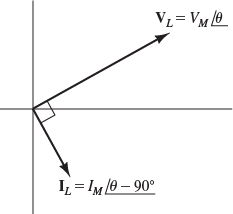 V_L = V_M /θ
I_L = I_M /θ − 90°